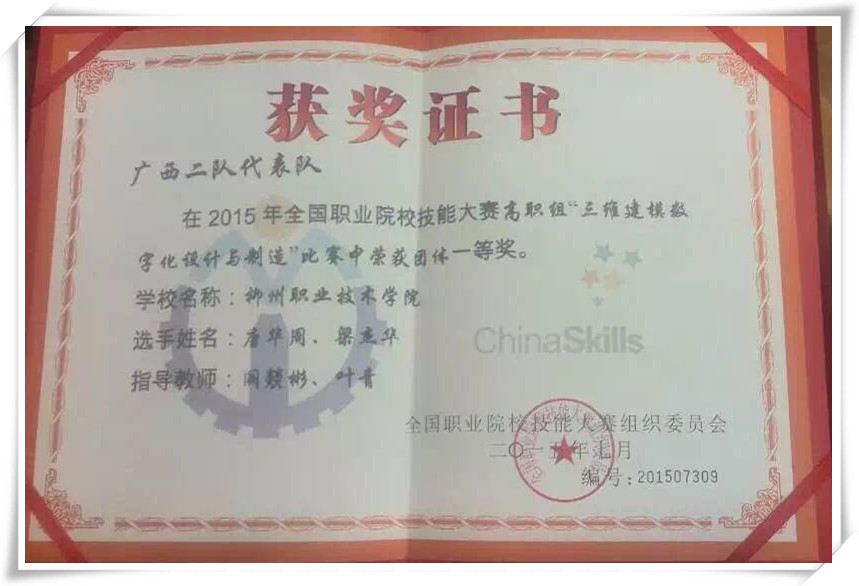 获奖证书
广西二队代表队
在2015年全国职业院校技能大赛高职组“三维建模数
字化设计与制造”比赛中荣获团体一等奖。
学校名称：柳州职业技术学院
选手姓名：唐华周、梁杰华
指导教师：阎燚彬、叶青
ChinaSkills
全国职业院校技能大赛组织委员会
二〇一五年七月
编号：201507309